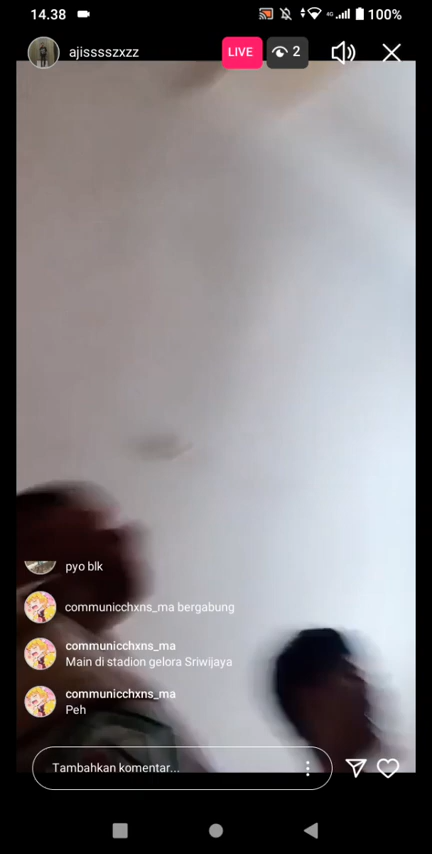 14.38
4G
100%
ajisssszxzz
LIVE
2
pyo blk
communicchxns_ma bergabung
communicchxns_ma
Main di stadion gelora Sriwijaya
communicchxns_ma
Peh
Tambahkan komentar...